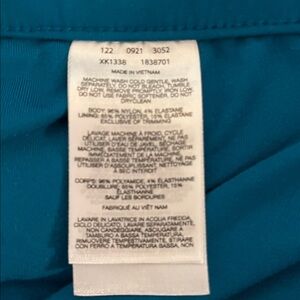 122 0921 3052
XK1338 1838701
MADE IN VIETNAM
MACHINE WASH COLD GENTLE, WASH
SEPARATELY, DO NOT BLEACH, TUMBLE
DRY LOW, REMOVE PROMPTLY, IRON LOW,
DO NOT USE FABRIC SOFTENER, DO NOT
DRYCLEAN
BODY: 96% NYLON, 4% ELASTANE
LINING: 85% POLYESTER, 15% ELASTANE
EXCLUSIVE OF TRIMMING
LAVAGE MACHINE À FROID, CYCLE
DÉLICAT, LAVER SÉPARÉMENT, NE PAS
UTILISER D'EAU DE JAVEL, SÉCHAGE
MACHINE, BASSE TEMPÉRATURE,
RETIRER AU MOMENT DE LA MACHINE,
REPASSER À BASSE TEMPÉRATURE, NE PAS
UTILISER D'ASSOUPLISSANT, NETTOYAGE
À SEC INTERDIT
CORPS: 96% POLYAMIDE, 4% ÉLASTHANNE
DOUBLURE: 85% POLYESTER, 15%
ÉLASTHANNE
SAUF LES BORDURES
FABRIQUÉ AU VIÊT NAM
LAVARE IN LAVATRICE IN ACQUA FREDDA,
CICLO DELICATO, LAVARE SEPARATAMENTE,
NON CANDEGGIARE, ASCIUGARE A
TAMBURO A BASSA TEMPERATURA,
RIMUOVERE TEMPESTIVAMENTE, STIRARE
CON FERRO A TEMPERATURA BASSA, NON